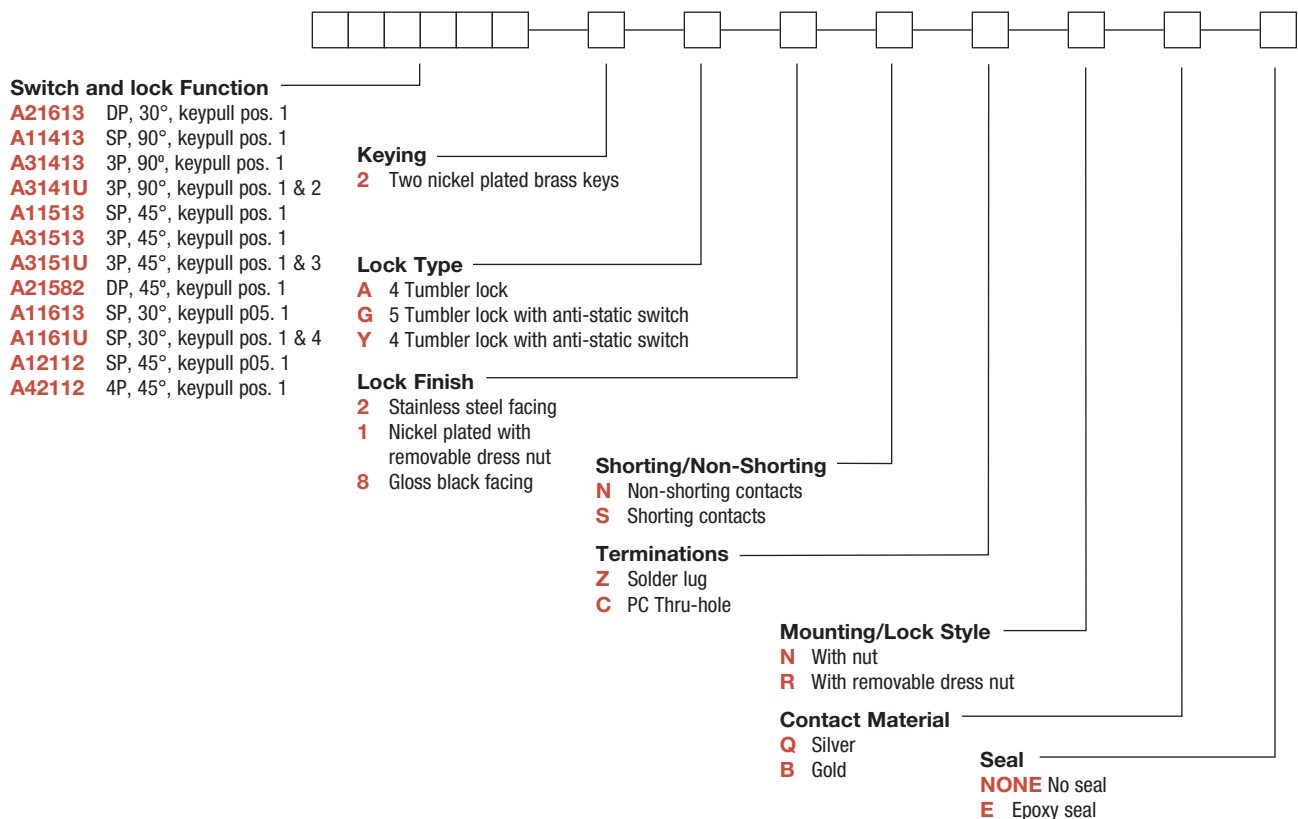 Switch and lock Function
A21613 DP, 30°, keypull pos. 1
A11413 SP, 90°, keypull pos. 1
A31413 3P, 90º, keypull pos. 1
A3141U 3P, 90°, keypull pos. 1 & 2
A11513 SP, 45°, keypull pos. 1
A31513 3P, 45°, keypull pos. 1
A3151U 3P, 45°, keypull pos. 1 & 3
A21582 DP, 45º, keypull pos. 1
A11613 SP, 30°, keypull p05. 1
A1161U SP, 30°, keypull pos. 1 & 4
A12112 SP, 45°, keypull p05. 1
A42112 4P, 45°, keypull pos. 1
Keying
2 Two nickel plated brass keys
Lock Type
A 4 Tumbler lock
G 5 Tumbler lock with anti-static switch
Y 4 Tumbler lock with anti-static switch
Lock Finish
2 Stainless steel facing
1 Nickel plated with
removable dress nut
8 Gloss black facing
Shorting/Non-Shorting
N Non-shorting contacts
S Shorting contacts
Terminations
Z Solder lug
C PC Thru-hole
Mounting/Lock Style
N With nut
R With removable dress nut
Contact Material
Q Silver
B Gold
Seal
NONE No seal
E Epoxy seal